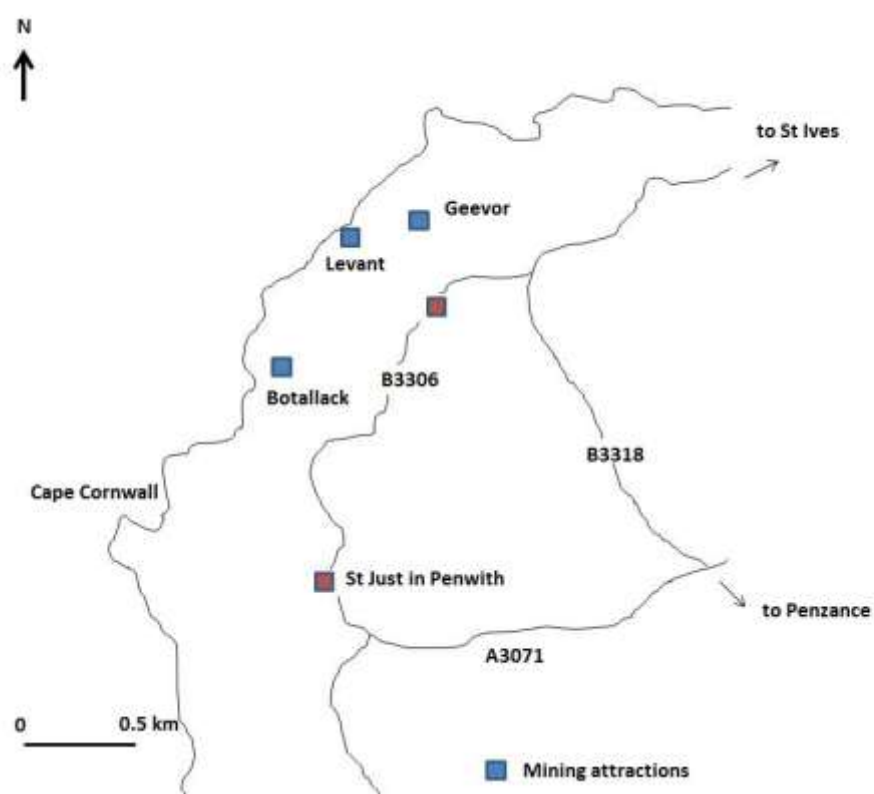 N
to St Ives
Geevor
Levant
B3306
Botallack
B3318
Cape Cornwall
St Just in Penwith
to Penzance
A3071
0 0.5 km
Mining attractions